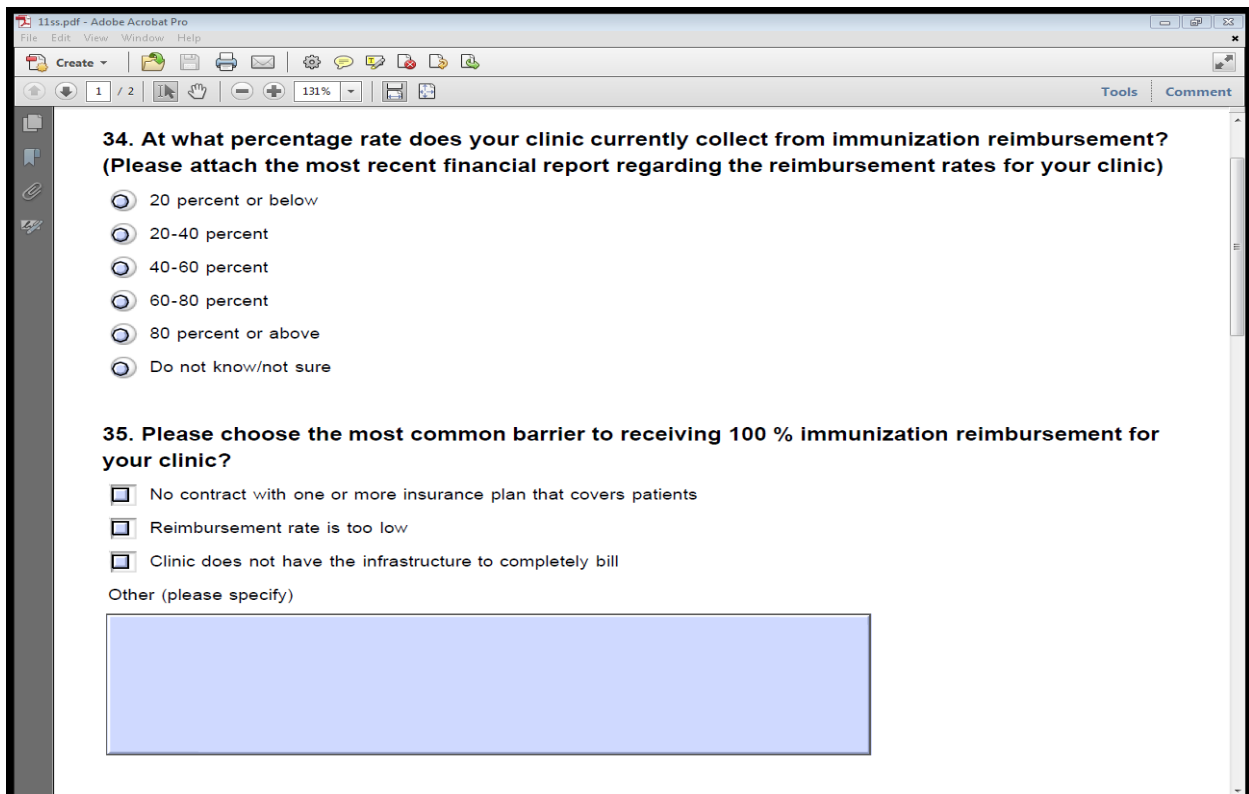 11ss.pdf - Adobe Acrobat Pro
File Edit View Window Help
Create
1 / 2 131% Tools Comment
34. At what percentage rate does your clinic currently collect from immunization reimbursement?
(Please attach the most recent financial report regarding the reimbursement rates for your clinic)
20 percent or below
20-40 percent
40-60 percent
60-80 percent
80 percent or above
Do not know/not sure
35. Please choose the most common barrier to receiving 100 % immunization reimbursement for
your clinic?
No contract with one or more insurance plan that covers patients
Reimbursement rate is too low
Clinic does not have the infrastructure to completely bill
Other (please specify)